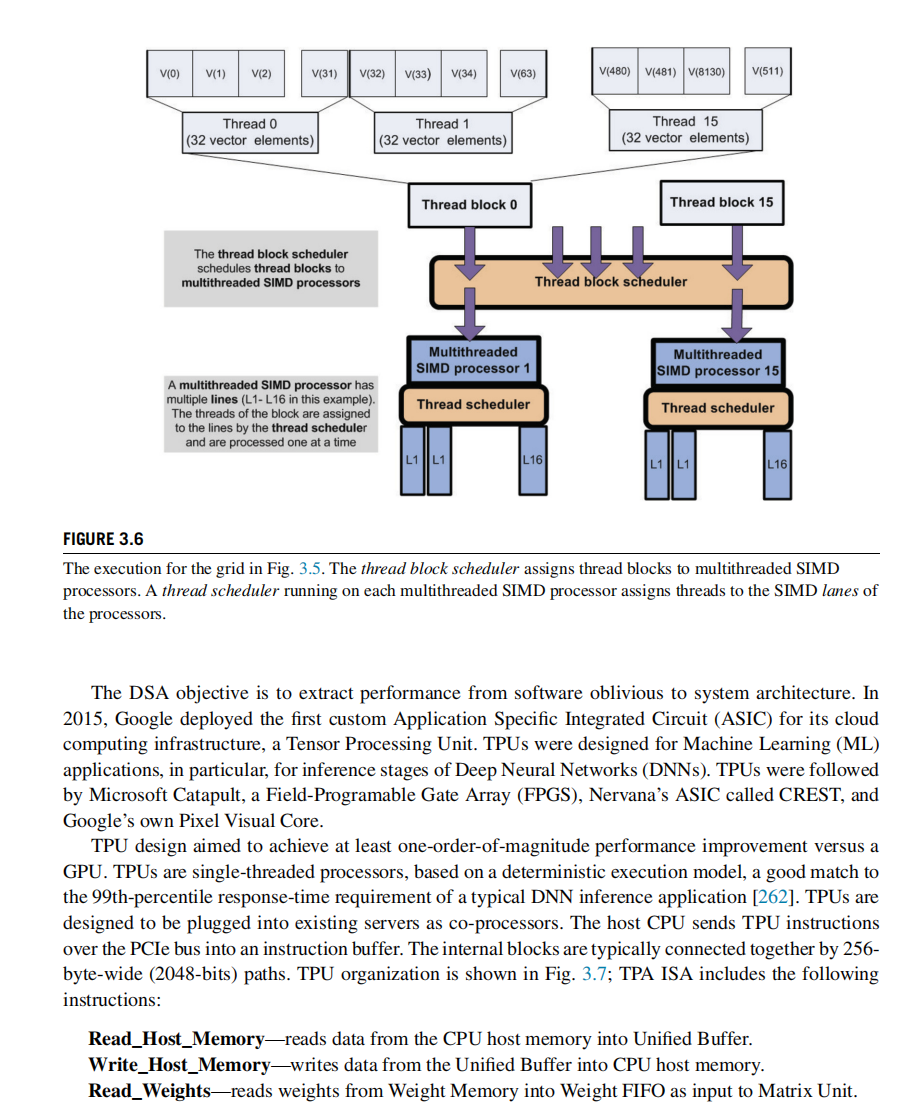 V(0) V(1) V(2) V(31) V(32) V(33) V(34) V(63) V(480) V(481) V(8130) V(511)
Thread 0
(32 vector elements)
Thread 1
(32 vector elements)
Thread 15
(32 vector elements)
Thread block 0
Thread block 15
The thread block scheduler
schedules thread blocks to
multithreaded SIMD processors
Thread block scheduler
Multithreaded
SIMD processor 1
Multithreaded
SIMD processor 15
A multithreaded SIMD processor has
multiple lines (L1- L16 in this example).
The threads of the block are assigned
to the lines by the thread scheduler
and are processed one at a time
Thread scheduler
Thread scheduler
L1 L1 L16
L1 L1 L16
FIGURE 3.6
The execution for the grid in Fig. 3.5. The thread block scheduler assigns thread blocks to multithreaded SIMD
processors. A thread scheduler running on each multithreaded SIMD processor assigns threads to the SIMD lanes of
the processors.
The DSA objective is to extract performance from software oblivious to system architecture. In
2015, Google deployed the first custom Application Specific Integrated Circuit (ASIC) for its cloud
computing infrastructure, a Tensor Processing Unit. TPUs were designed for Machine Learning (ML)
applications, in particular, for inference stages of Deep Neural Networks (DNNs). TPUs were followed
by Microsoft Catapult, a Field-Programable Gate Array (FPGS), Nervana’s ASIC called CREST, and
Google’s own Pixel Visual Core.
TPU design aimed to achieve at least one-order-of-magnitude performance improvement versus a
GPU. TPUs are single-threaded processors, based on a deterministic execution model, a good match to
the 99th-percentile response-time requirement of a typical DNN inference application [262]. TPUs are
designed to be plugged into existing servers as co-processors. The host CPU sends TPU instructions
over the PCIe bus into an instruction buffer. The internal blocks are typically connected together by 256-
byte-wide (2048-bits) paths. TPU organization is shown in Fig. 3.7; TPA ISA includes the following
instructions:
Read_Host_Memory—reads data from the CPU host memory into Unified Buffer.
Write_Host_Memory—writes data from the Unified Buffer into CPU host memory.
Read_Weights—reads weights from Weight Memory into Weight FIFO as input to Matrix Unit.